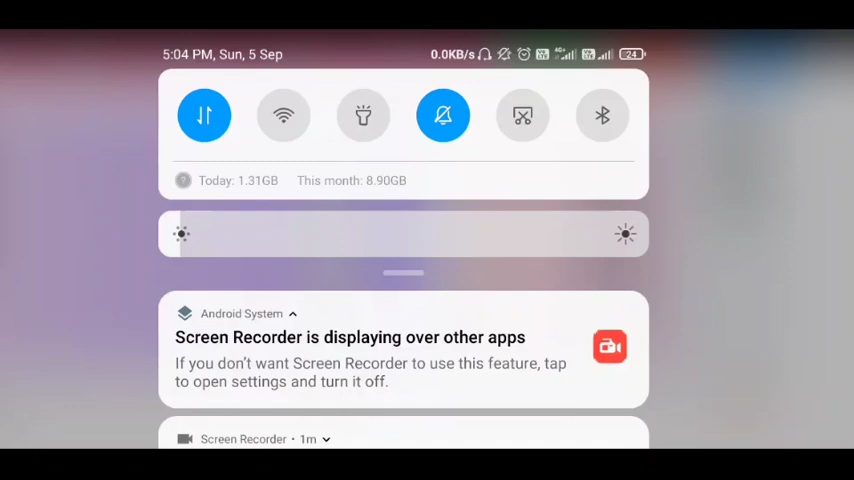 5:04 PM, Sun, 5 Sep 0.0KB/s 4G+ 24
Today: 1.31GB This month: 8.90GB
Android System
Screen Recorder is displaying over other apps
If you don't want Screen Recorder to use this feature, tap
to open settings and turn it off.
Screen Recorder • 1m